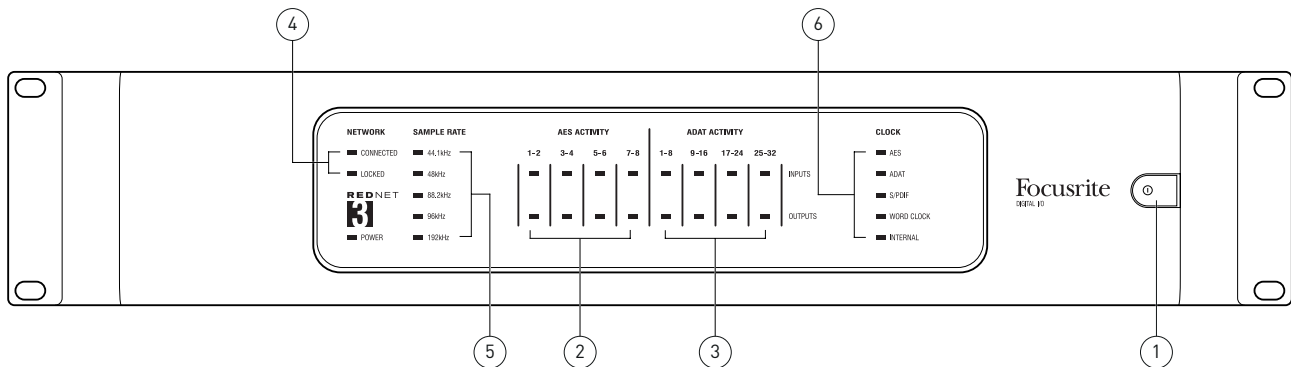 4
6
NETWORK SAMPLE RATE AES ACTIVITY ADAT ACTIVITY CLOCK
CONNECTED 44.1kHz 1-2 3-4 5-6 7-8 1-8 9-16 17-24 25-32 AES
LOCKED 48kHz INPUTS ADAT
REDNET 88.2kHz S/PDIF
3 96kHz OUTPUTS WORD CLOCK
POWER 192kHz INTERNAL
Focusrite
DIGITAL I/O
5
2
3
1